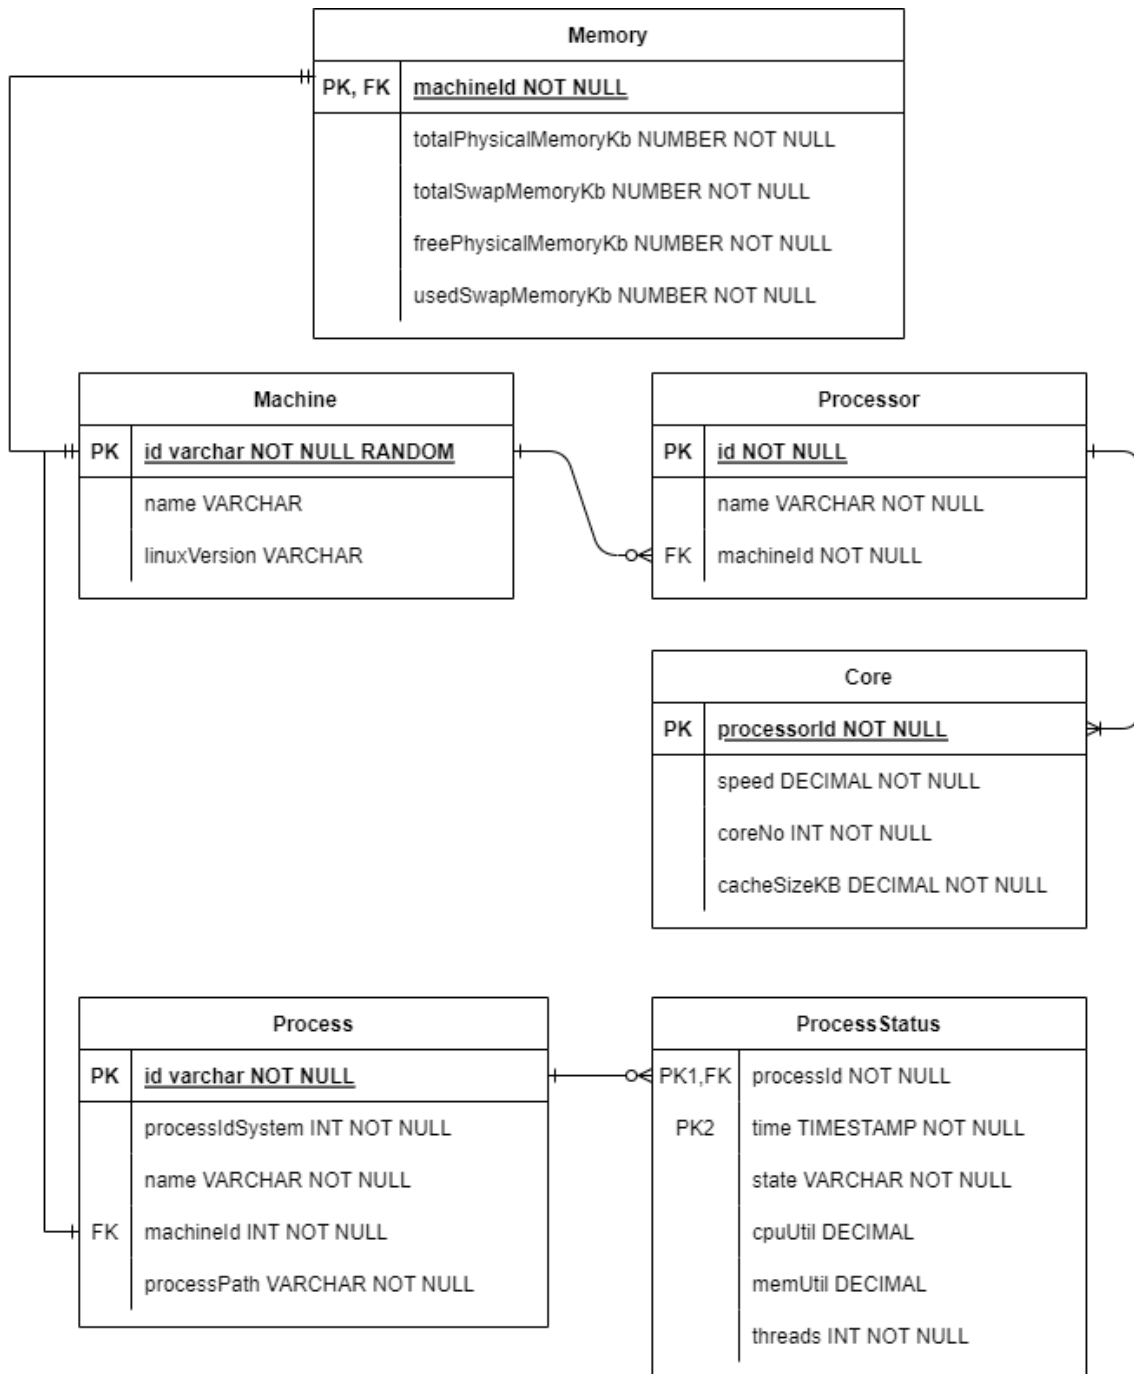 Memory
PK, FK machineId NOT NULL
totalPhysicalMemoryKb NUMBER NOT NULL
totalSwapMemoryKb NUMBER NOT NULL
freePhysicalMemoryKb NUMBER NOT NULL
usedSwapMemoryKb NUMBER NOT NULL
Machine
PK id varchar NOT NULL RANDOM
name VARCHAR
linuxVersion VARCHAR
Processor
PK id NOT NULL
name VARCHAR NOT NULL
FK machineId NOT NULL
Core
PK processorId NOT NULL
speed DECIMAL NOT NULL
coreNo INT NOT NULL
cacheSizeKB DECIMAL NOT NULL
Process
PK id varchar NOT NULL
processIdSystem INT NOT NULL
name VARCHAR NOT NULL
FK machineId INT NOT NULL
processPath VARCHAR NOT NULL
ProcessStatus
PK1,FK processId NOT NULL
PK2 time TIMESTAMP NOT NULL
state VARCHAR NOT NULL
cpuUtil DECIMAL
memUtil DECIMAL
threads INT NOT NULL